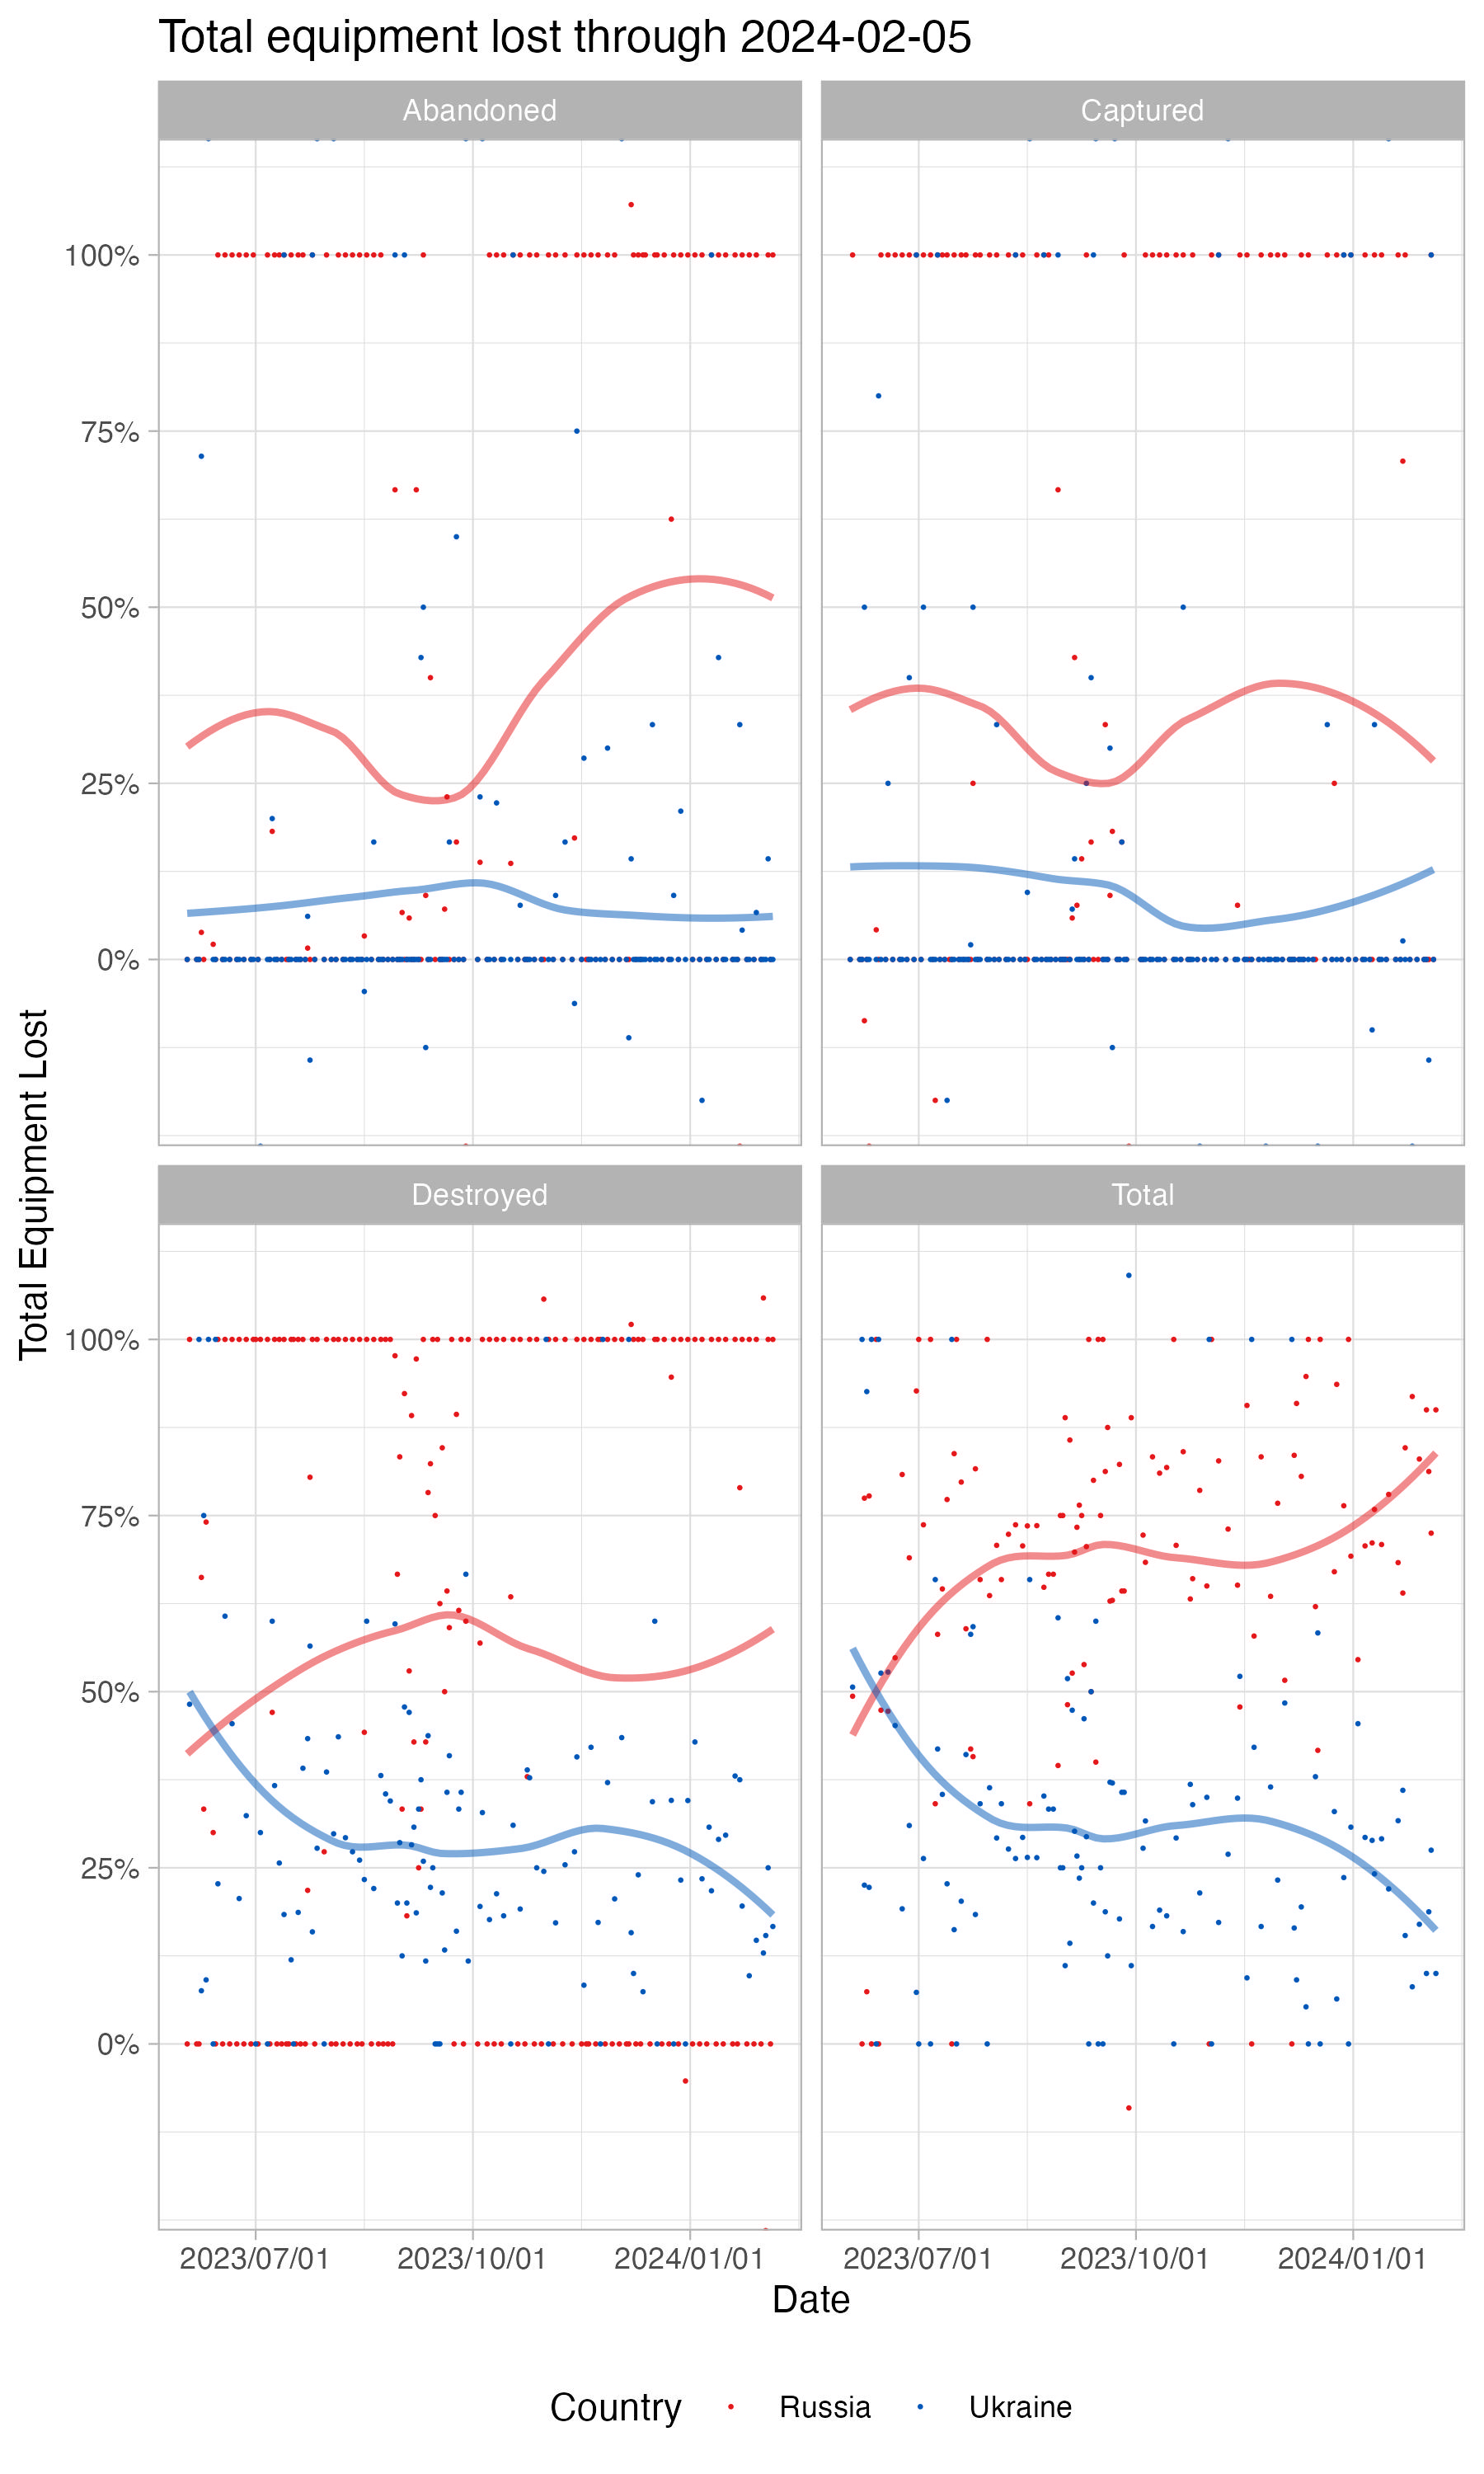 Total equipment lost through 2024-02-05
Abandoned
Captured
100%
75%
50%
25%
0%
Total Equipment Lost
Destroyed
Total
100%
75%
50%
25%
0%
2023/07/01
2023/10/01
2024/01/01
2023/07/01
2023/10/01
2024/01/01
Date
Country
Russia
Ukraine